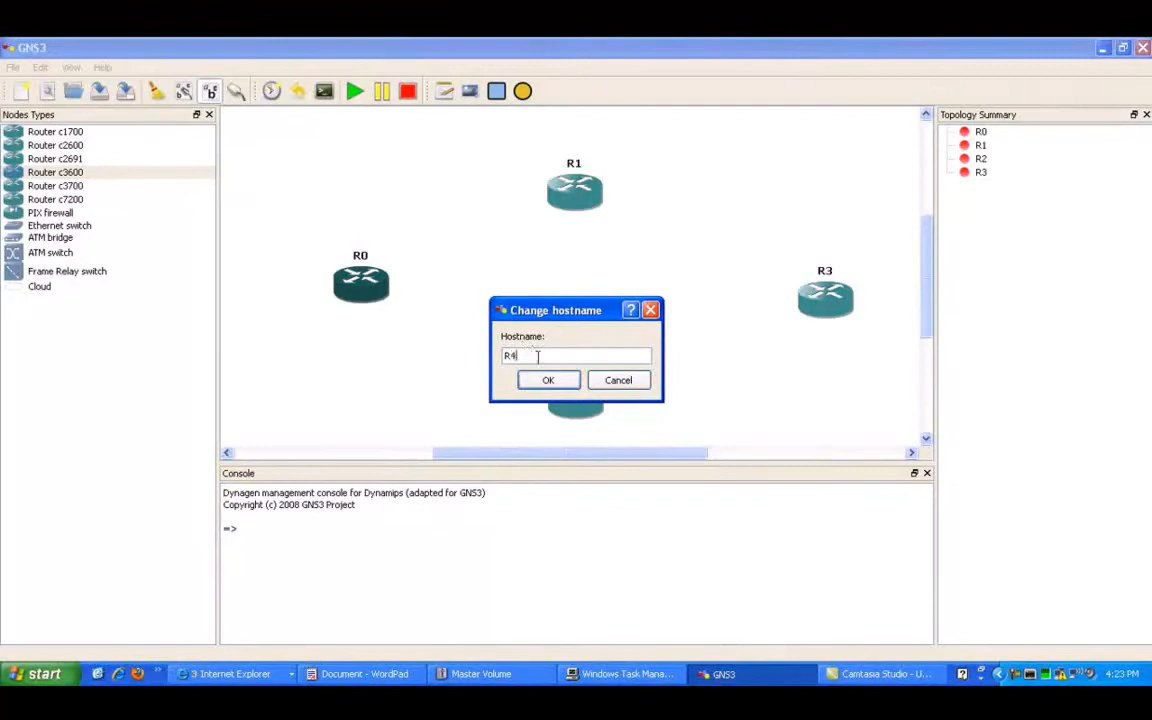 GNS3
File Edit View Help
Nodes Types
Router c1700
Router c2600
Router c2691
Router c3600
Router c3700
Router c7200
PIX firewall
Ethernet switch
ATM bridge
ATM switch
Frame Relay switch
Cloud
R1
R0
R3
Change hostname
Hostname:
R4
OK Cancel
Topology Summary
R0
R1
R2
R3
Console
Dynagen management console for Dynamips (adapted for GNS3)
Copyright (c) 2008 GNS3 Project
=>
start
3 Internet Explorer
Document - WordPad
Master Volume
Windows Task Mana...
GNS3
Camtasia Studio - U...
4:23 PM